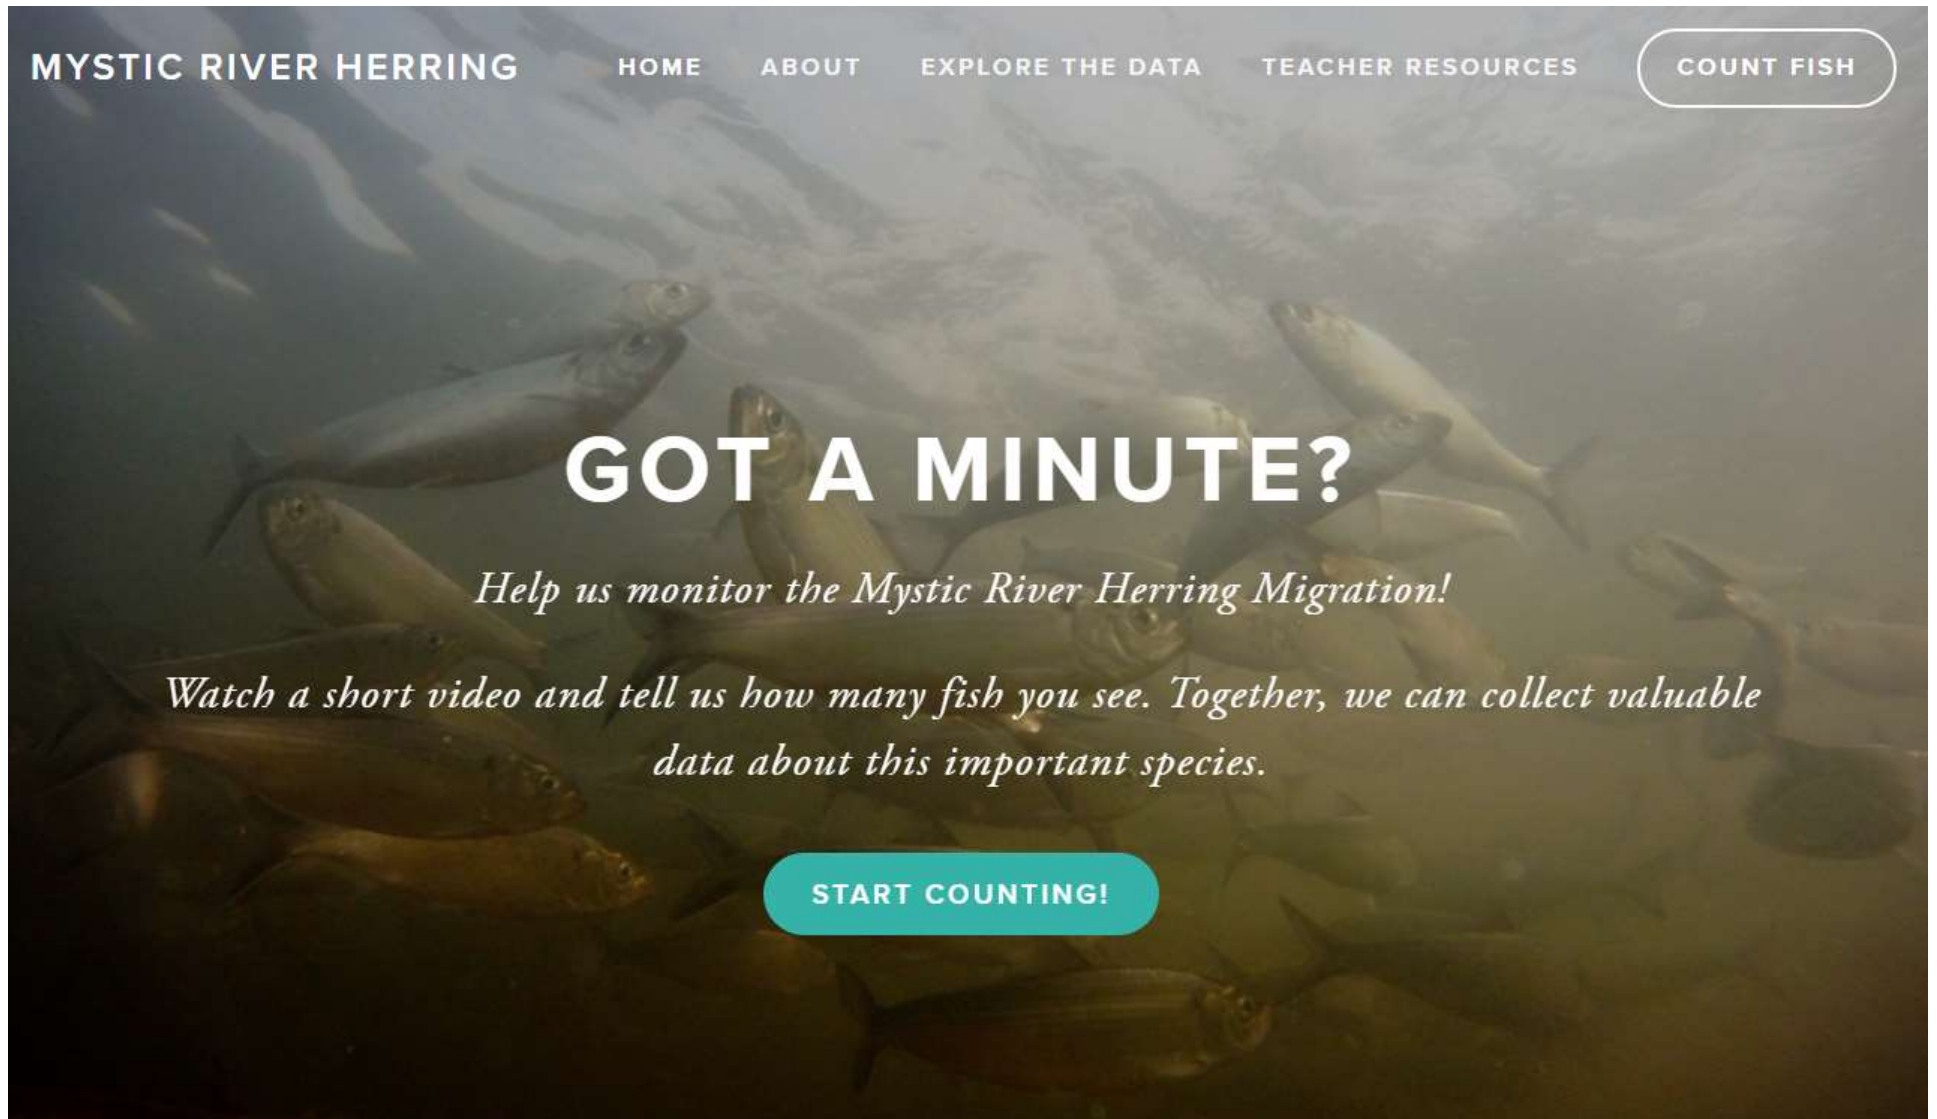 MYSTIC RIVER HERRING
HOME
ABOUT
EXPLORE THE DATA
TEACHER RESOURCES
COUNT FISH
GOT A MINUTE?
Help us monitor the Mystic River Herring Migration!
Watch a short video and tell us how many fish you see. Together, we can collect valuable
data about this important species.
START COUNTING!